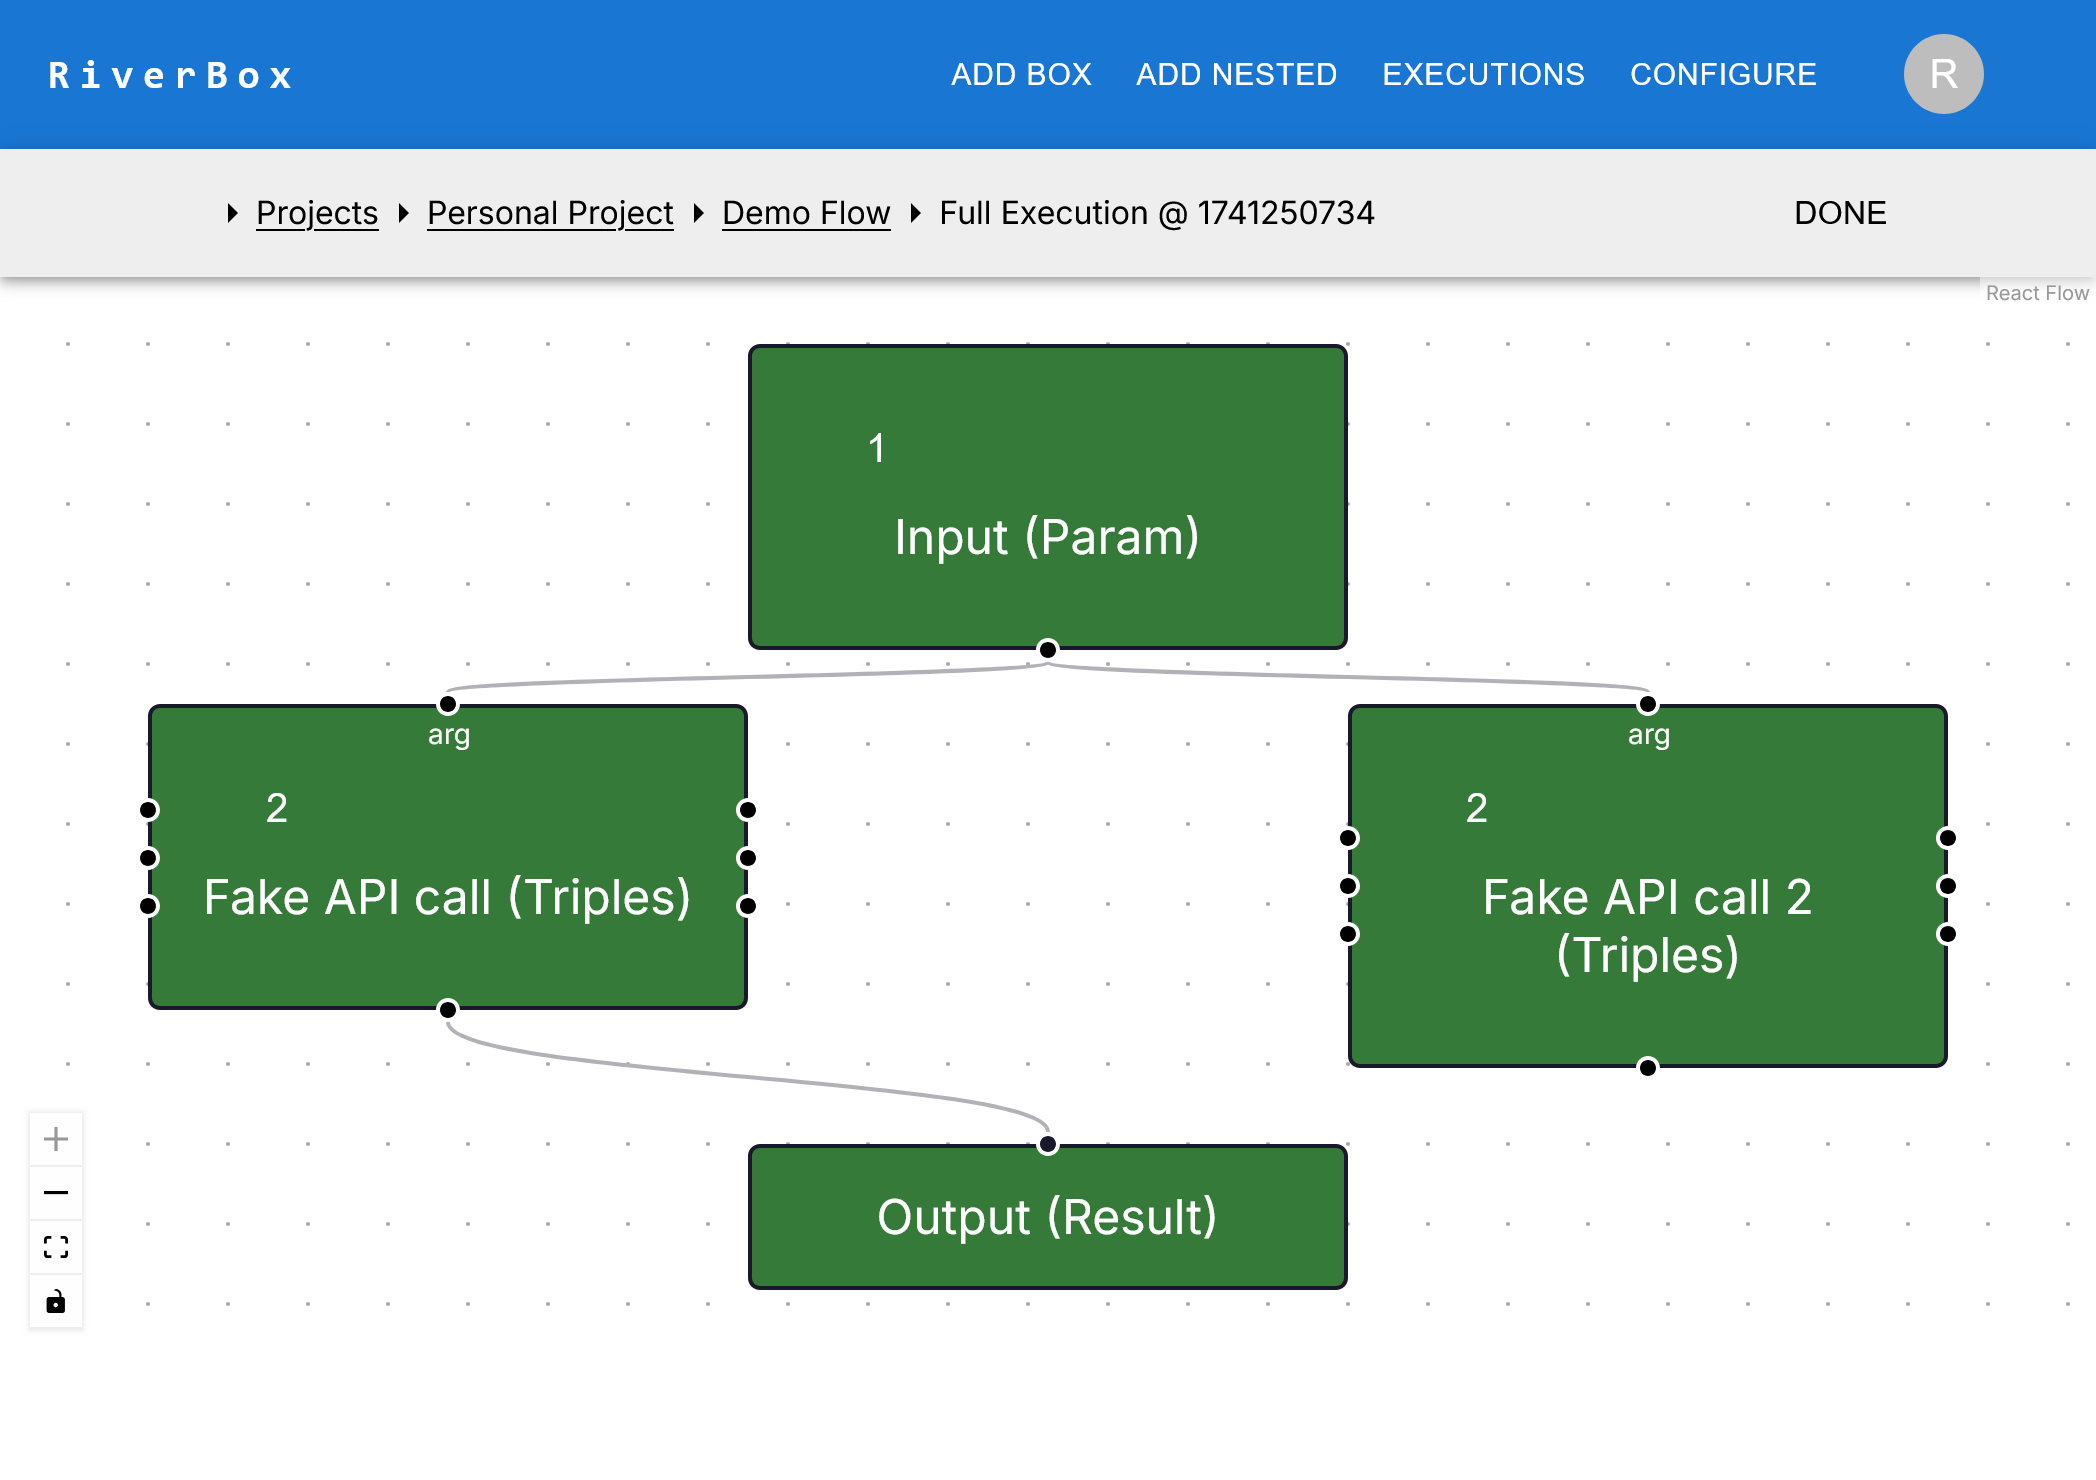 RiverBox
ADD BOX ADD NESTED EXECUTIONS CONFIGURE R
Projects Personal Project Demo Flow Full Execution @ 1741250734 DONE
React Flow
1
Input (Param)
arg
2
Fake API call (Triples)
arg
2
Fake API call 2
(Triples)
Output (Result)